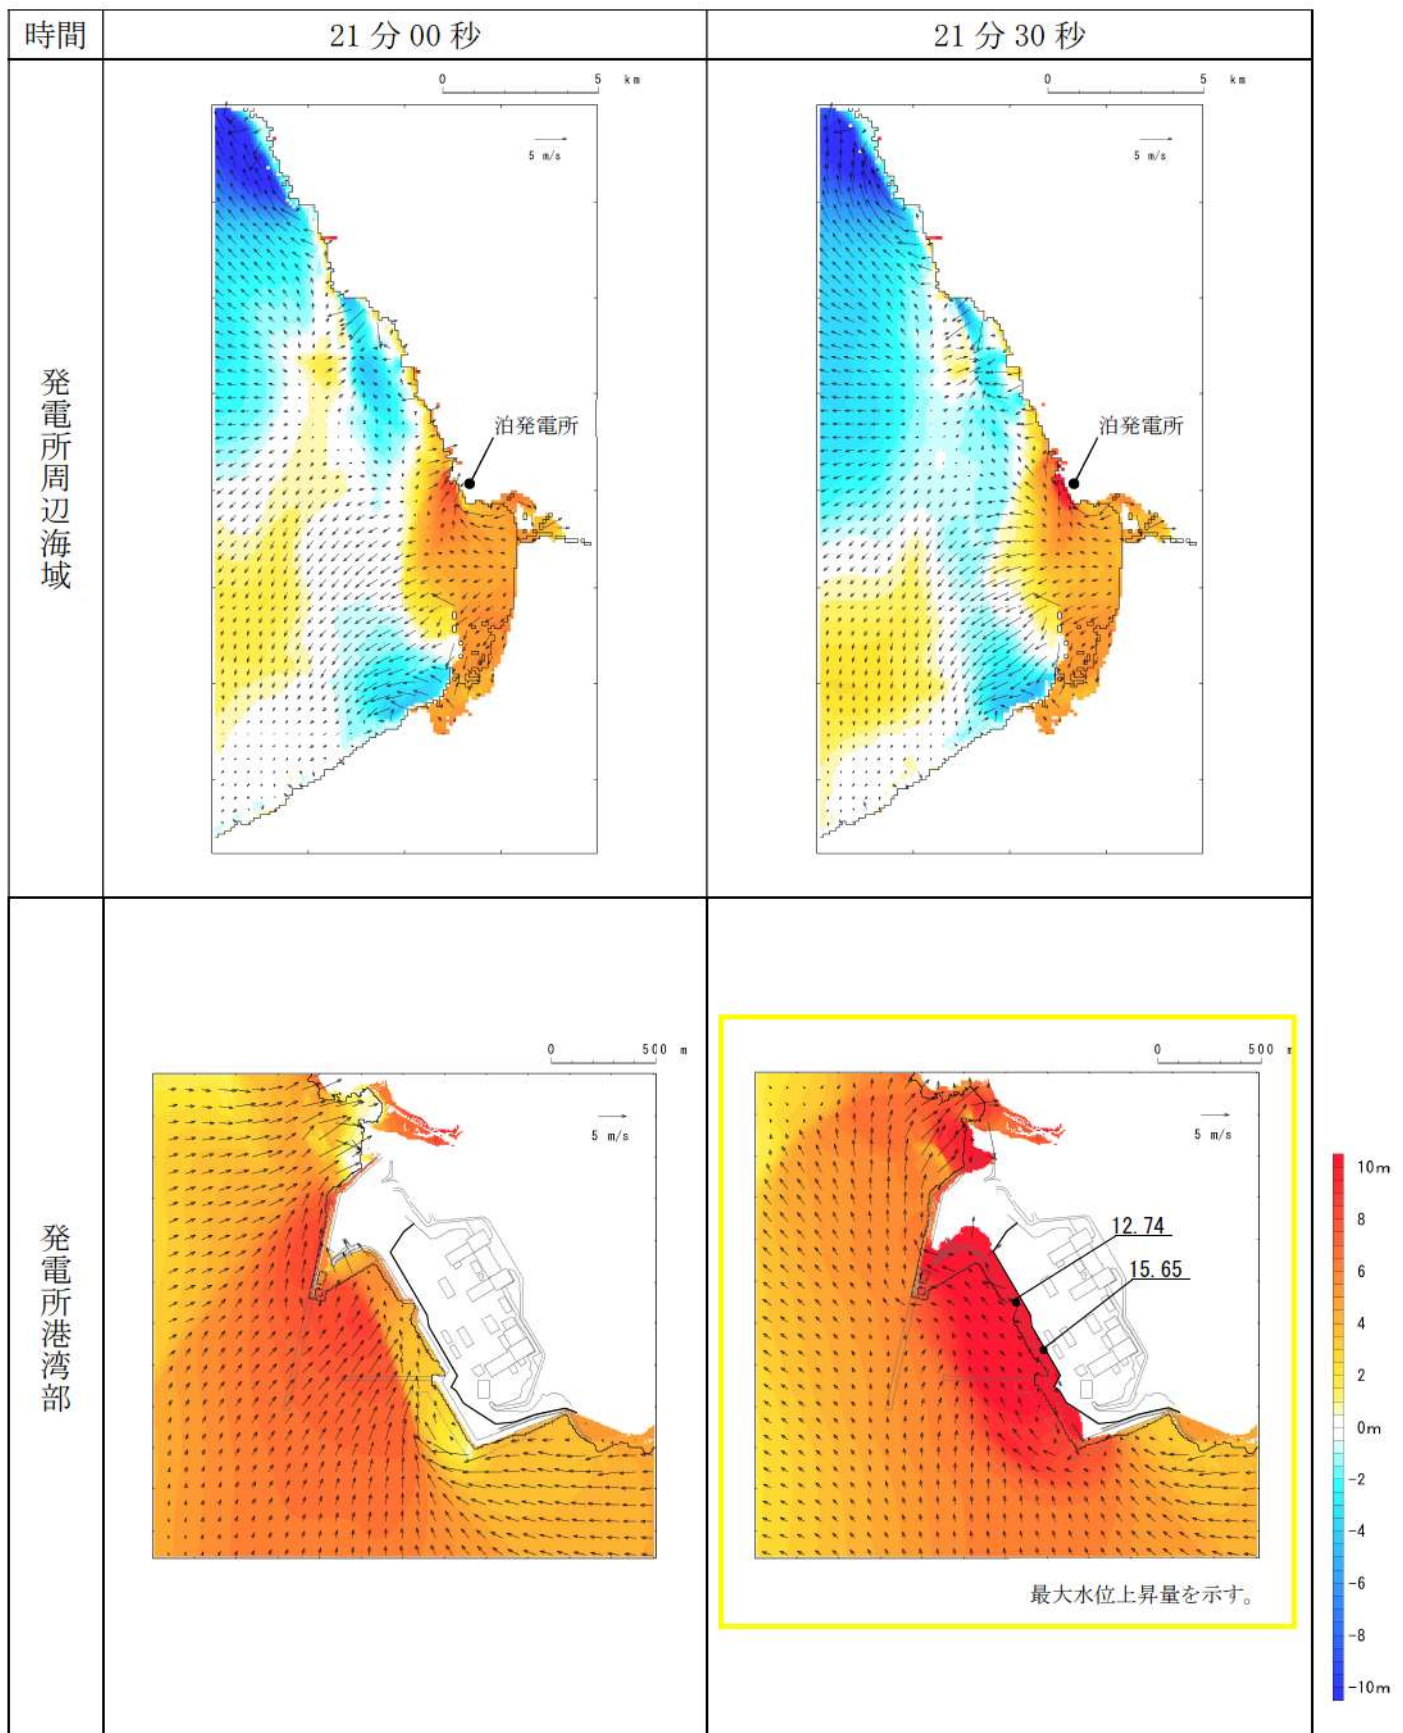 時間
21分00秒
21分30秒
発電所周辺海域
0 5 km
5 m/s
泊発電所
0 5 km
5 m/s
泊発電所
発電所港湾部
0 500 m
5 m/s
0 500 m
5 m/s
12.74
15.65
最大水位上昇量を示す。
10m
8
6
4
2
0m
-2
-4
-6
-8
-10m